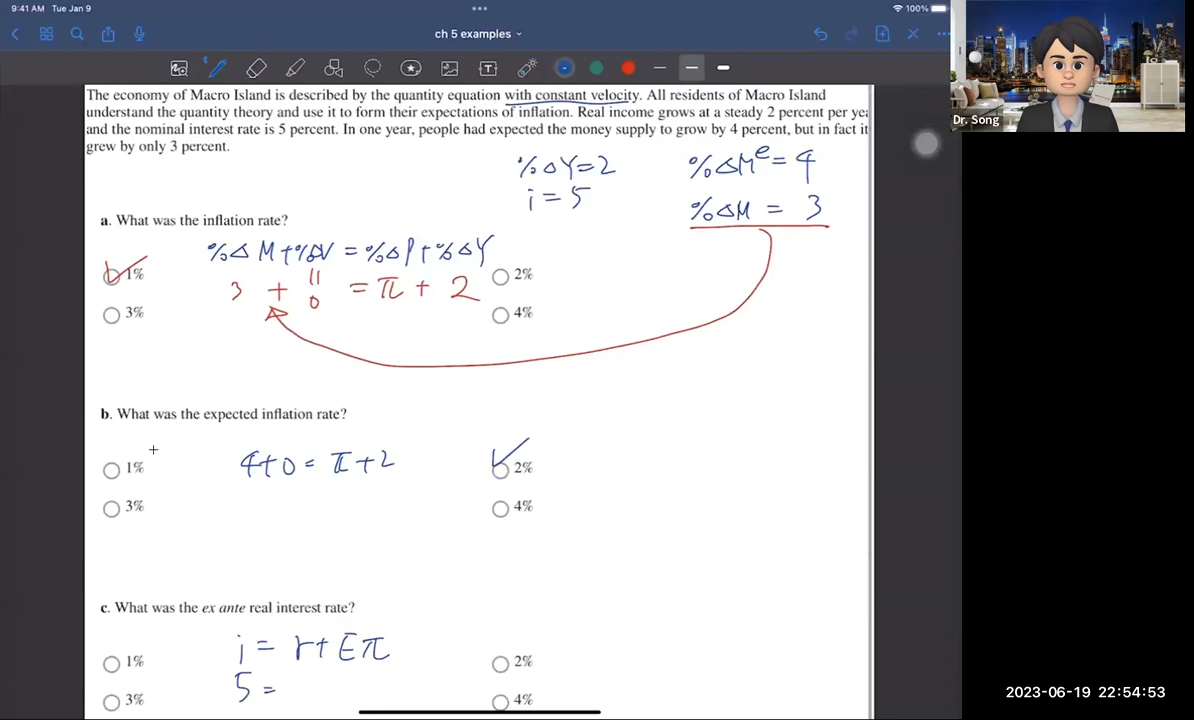 9:41 AM Tue Jan 9
100%
ch 5 examples
Dr. Song
The economy of Macro Island is described by the quantity equation with constant velocity. All residents of Macro Island
understand the quantity theory and use it to form their expectations of inflation. Real income grows at a steady 2 percent per yea
and the nominal interest rate is 5 percent. In one year, people had expected the money supply to grow by 4 percent, but in fact it
grew by only 3 percent.
%ΔY=2
%ΔMᵉ = 4
i = 5
%ΔM = 3
a. What was the inflation rate?
%Δ M+%ΔV = %ΔP+%ΔY
1%
2%
3 + 0 = π + 2
3%
4%
b. What was the expected inflation rate?
4+0 = π+2
1%
2%
3%
4%
c. What was the ex ante real interest rate?
i = r+Eπ
1%
2%
5 =
3%
4%
2023-06-19 22:54:53